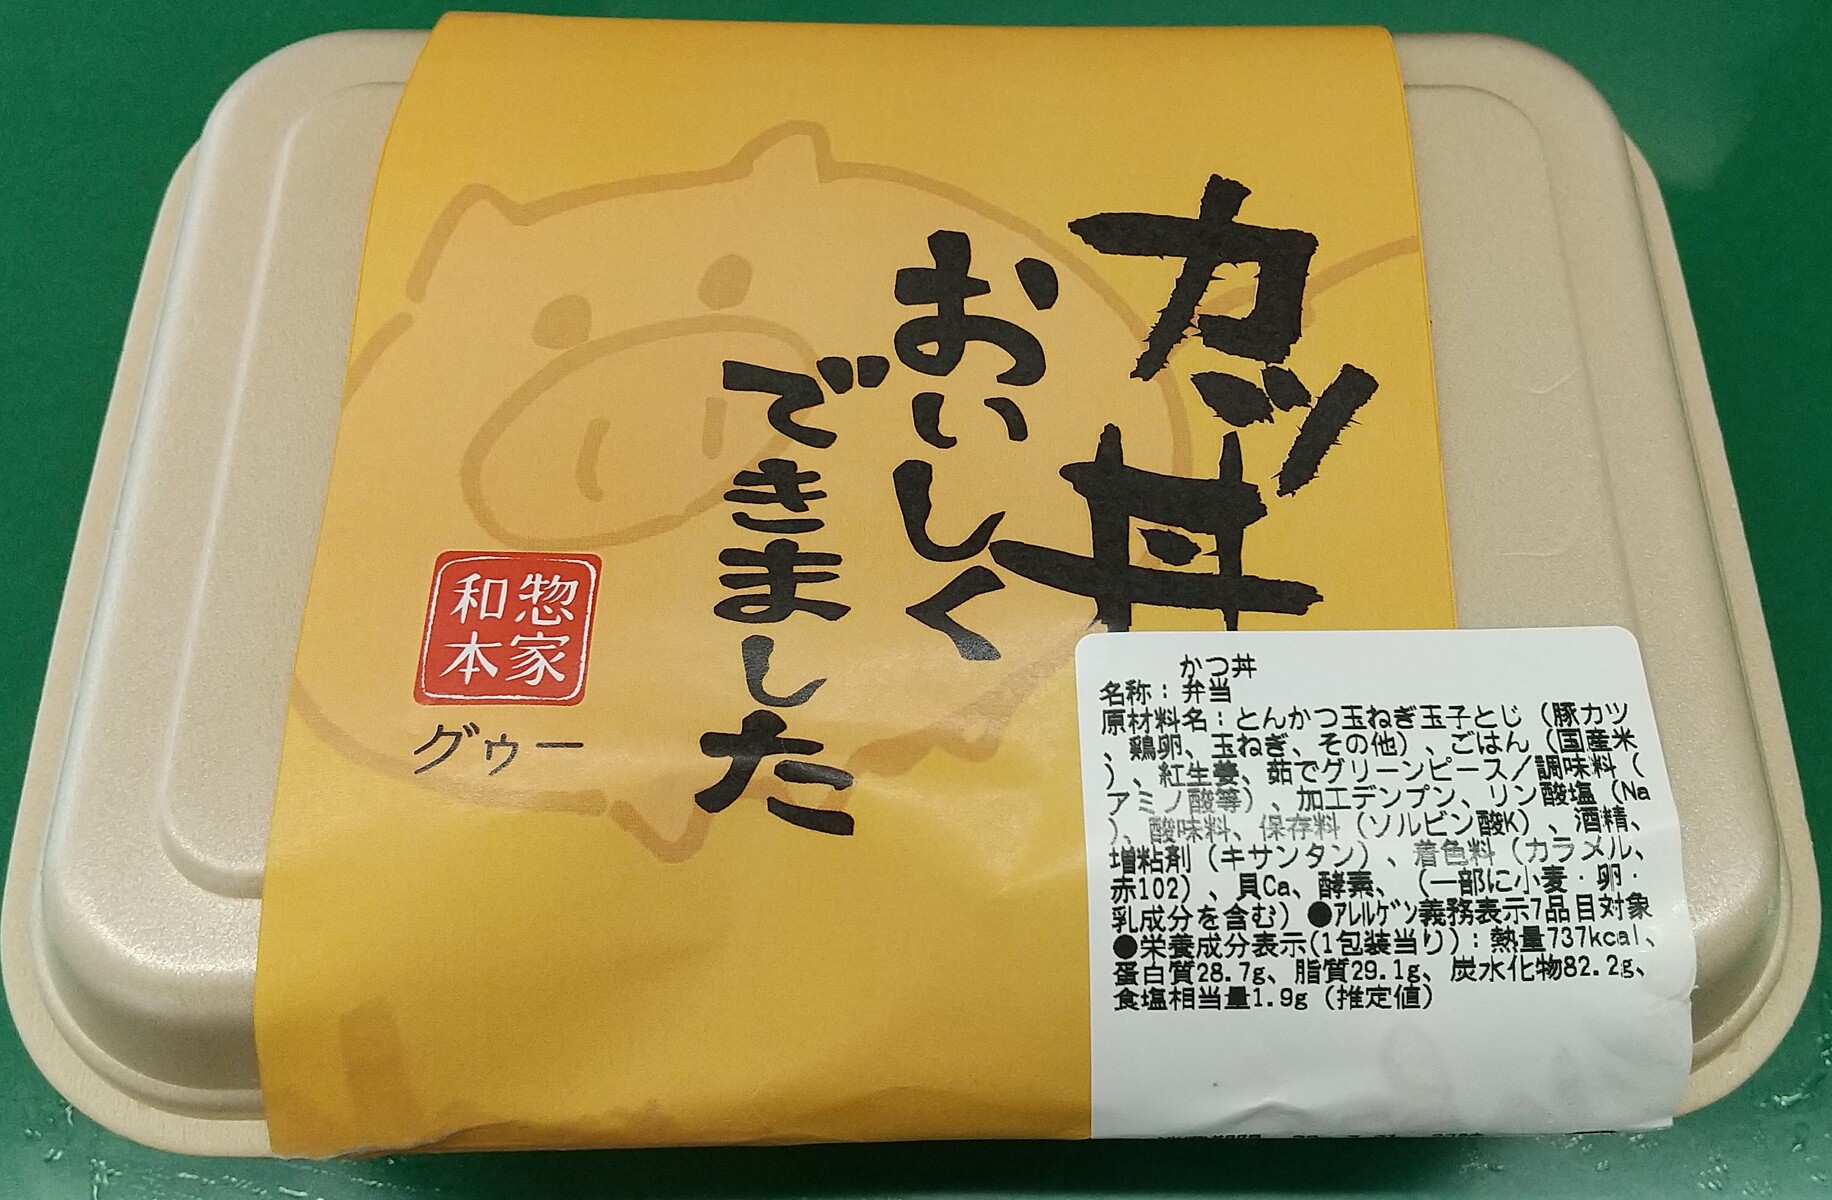 カツ丼
おいしく
できました
惣家
和本
グゥー
かつ丼
名称：弁当
原材料名：とんかつ玉ねぎ玉子とじ（豚カツ
、鶏卵、玉ねぎ、その他）、ごはん（国産米
）、紅生姜、茹でグリーンピース／調味料（
アミノ酸等）、加工デンプン、リン酸塩（Na
）、酸味料、保存料（ソルビン酸K）、酒精、
増粘剤（キサンタン）、着色料（カラメル、
赤102）、貝Ca、酵素、（一部に小麦・卵・
乳成分を含む）●アレルゲン義務表示7品目対象
●栄養成分表示(1包装当り)：熱量737kcal、
蛋白質28.7g、脂質29.1g、炭水化物82.2g、
食塩相当量1.9g（推定値）